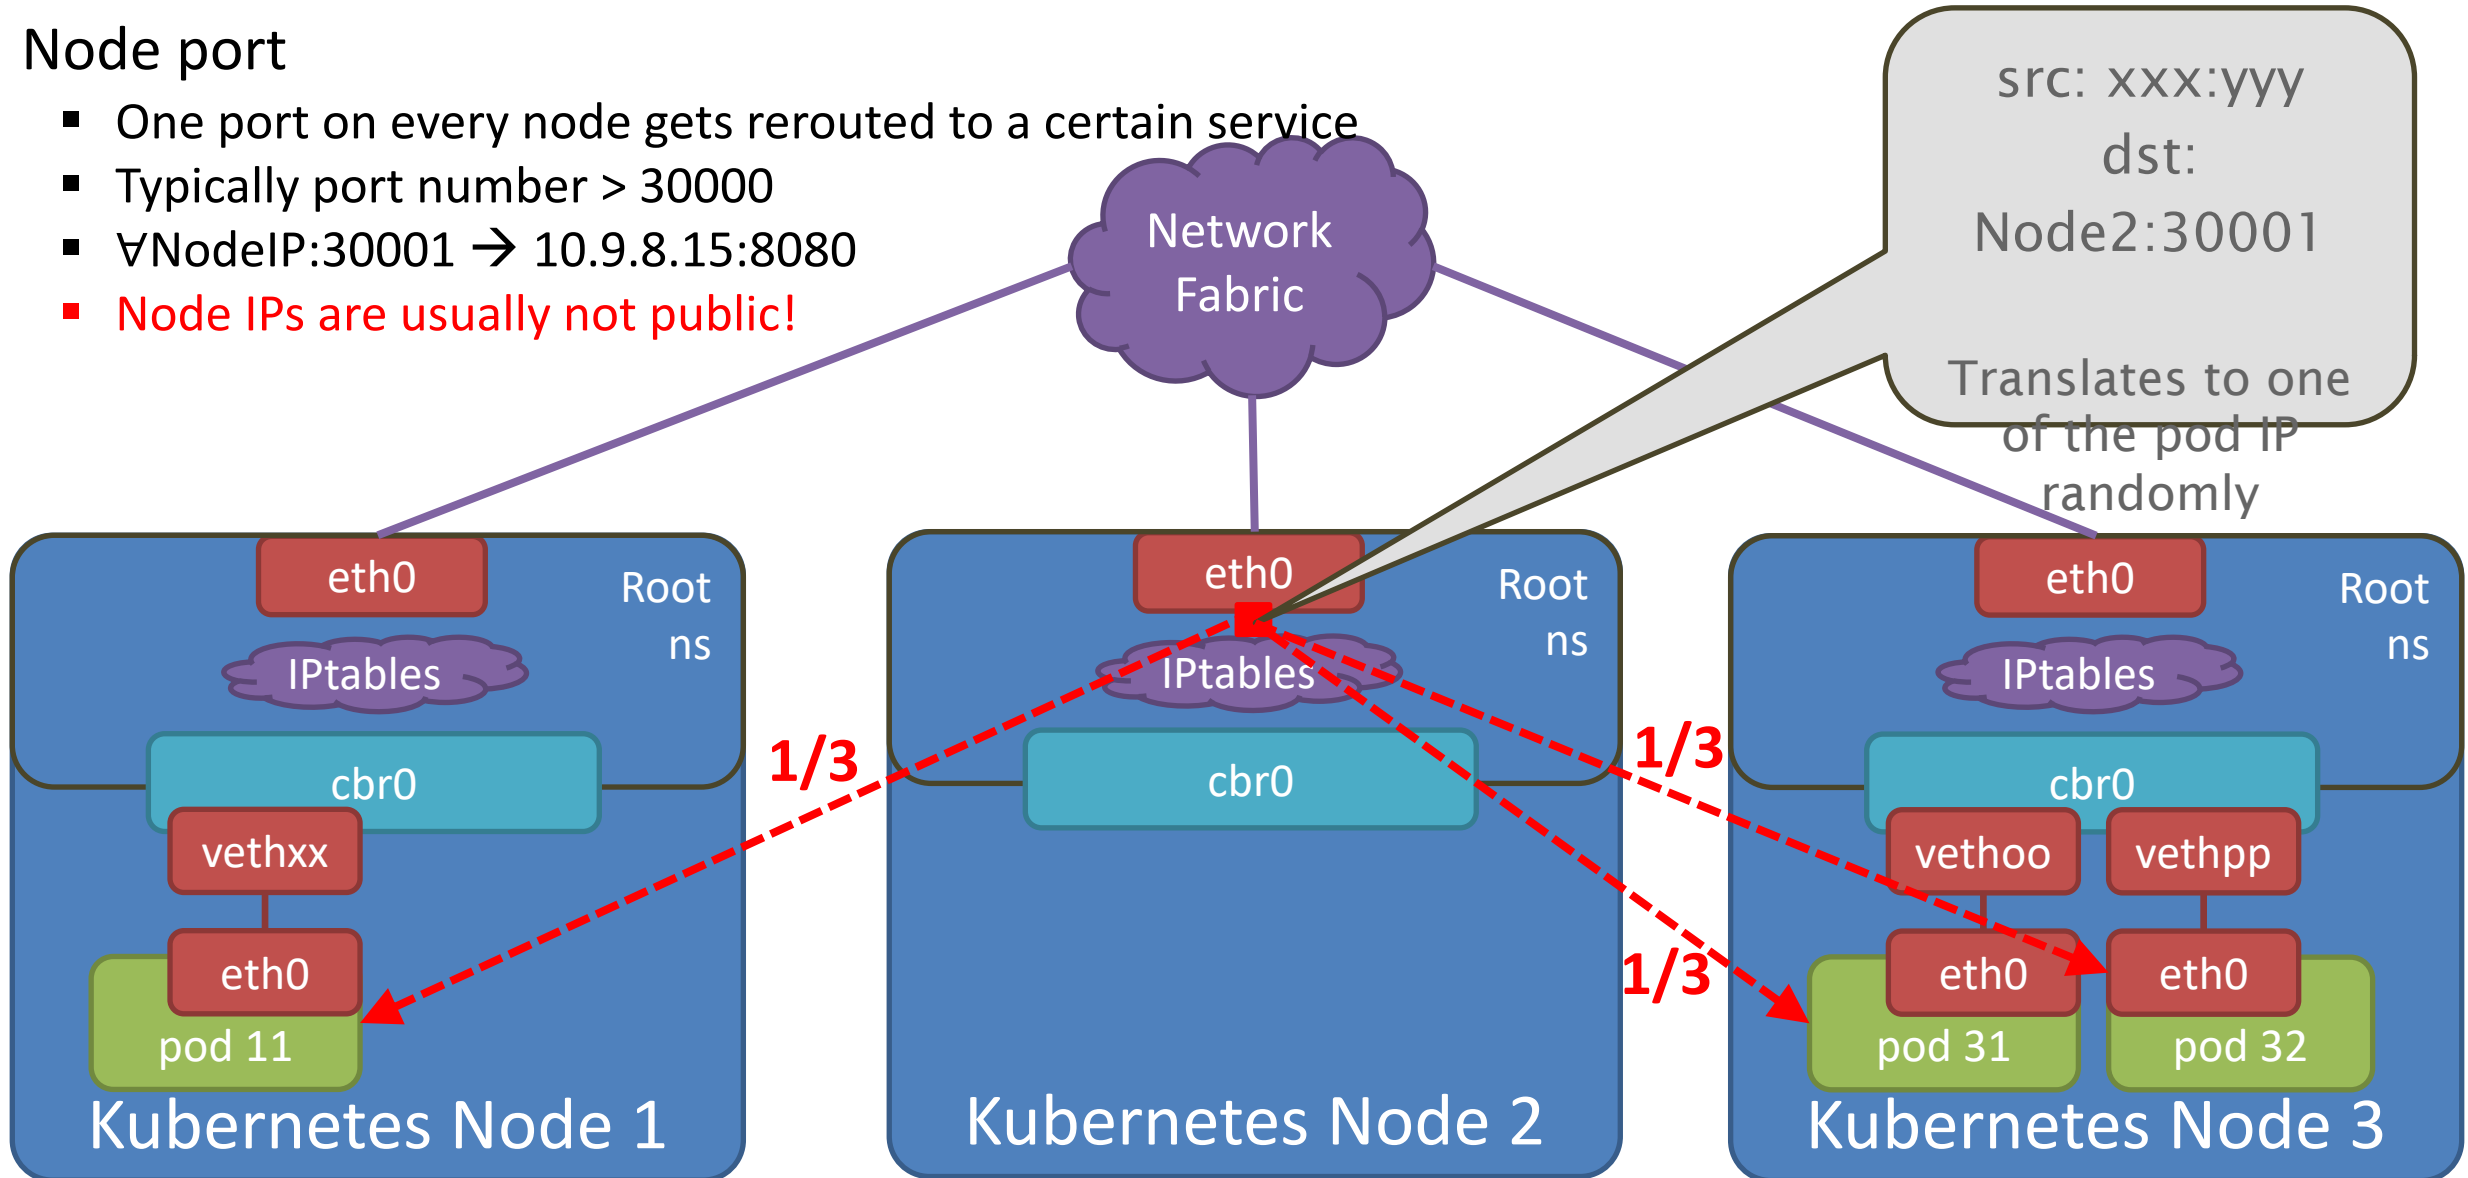 Node port
▪ One port on every node gets rerouted to a certain service
▪ Typically port number > 30000
▪ ∀NodeIP:30001 → 10.9.8.15:8080
▪ Node IPs are usually not public!
Network
Fabric
src: xxx:yyy
dst:
Node2:30001
Translates to one
of the pod IP
randomly
eth0
Root
ns
IPtables
cbr0
vethxx
eth0
pod 11
Kubernetes Node 1
1/3
eth0
Root
ns
IPtables
cbr0
Kubernetes Node 2
1/3
1/3
eth0
Root
ns
IPtables
cbr0
vethoo
vethpp
eth0
eth0
pod 31
pod 32
Kubernetes Node 3